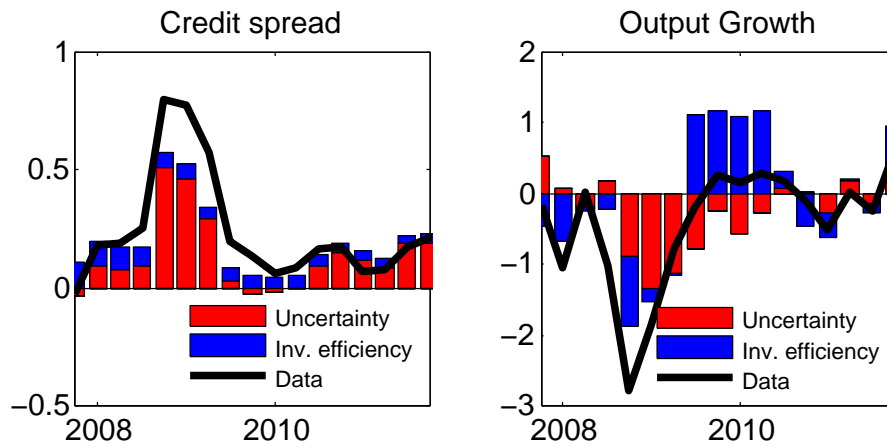 Credit spread
1
0.5
0
−0.5
2008
2010
Uncertainty
Inv. efficiency
Data
Output Growth
2
1
0
−1
−2
−3
2008
2010
Uncertainty
Inv. efficiency
Data